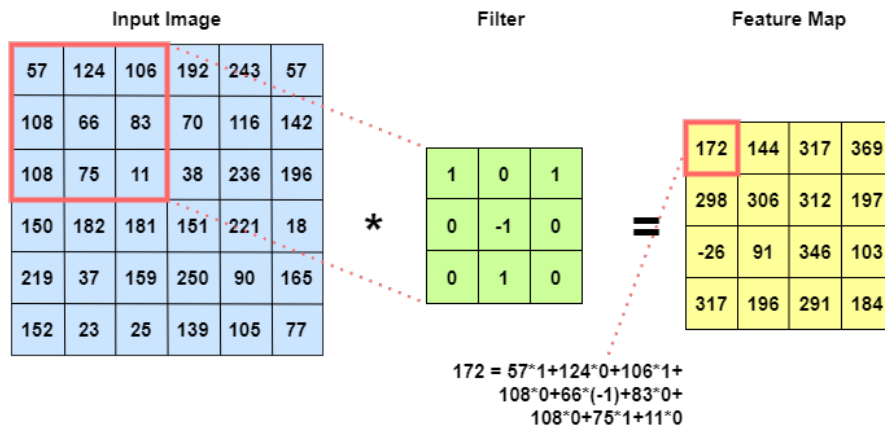 Input Image Filter Feature Map
57 124 106 192 243 57
108 66 83 70 116 142
108 75 11 38 236 196
150 182 181 151 221 18
219 37 159 250 90 165
152 23 25 139 105 77
*
1 0 1
0 -1 0
0 1 0
=
172 144 317 369
298 306 312 197
-26 91 346 103
317 196 291 184
172 = 57*1+124*0+106*1+
108*0+66*(-1)+83*0+
108*0+75*1+11*0